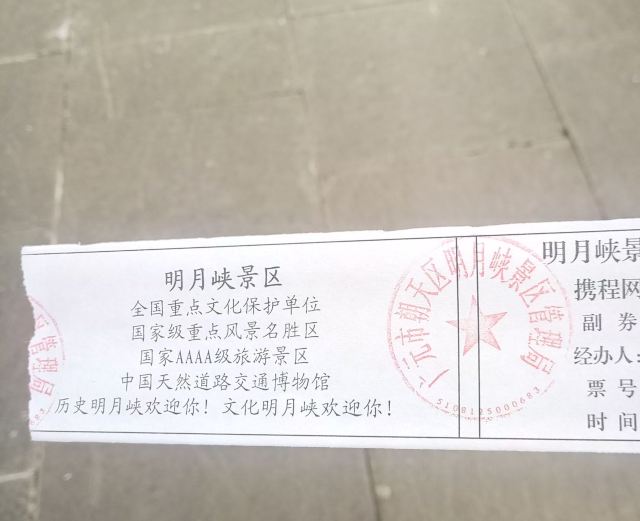 明月峡景区
全国重点文化保护单位
国家级重点风景名胜区
国家AAAA级旅游景区
中国天然道路交通博物馆
历史明月峡欢迎你！文化明月峡欢迎你！
广元市朝天区明月峡景区管理局
5108125000683
明月峡景
携程网
副 券
经办人：
票 号
时 间
管理局